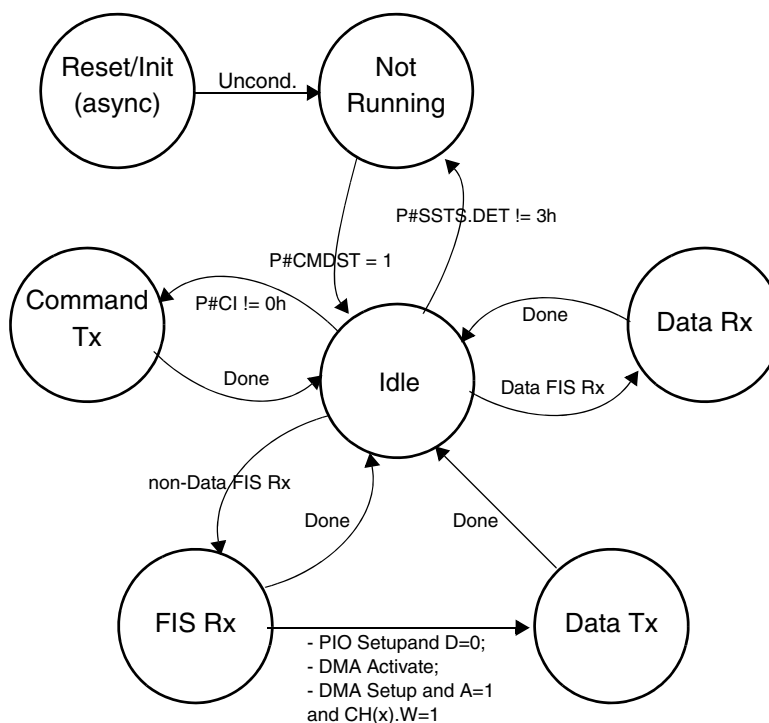 Reset/Init
(async)
Uncond.
Not
Running
P#SSTS.DET != 3h
P#CMDST = 1
Command
Tx
P#CI != 0h
Done
Idle
Done
Data Rx
Data FIS Rx
non-Data FIS Rx
Done
Done
FIS Rx
- PIO Setupand D=0;
- DMA Activate;
- DMA Setup and A=1
and CH(x).W=1
Data Tx